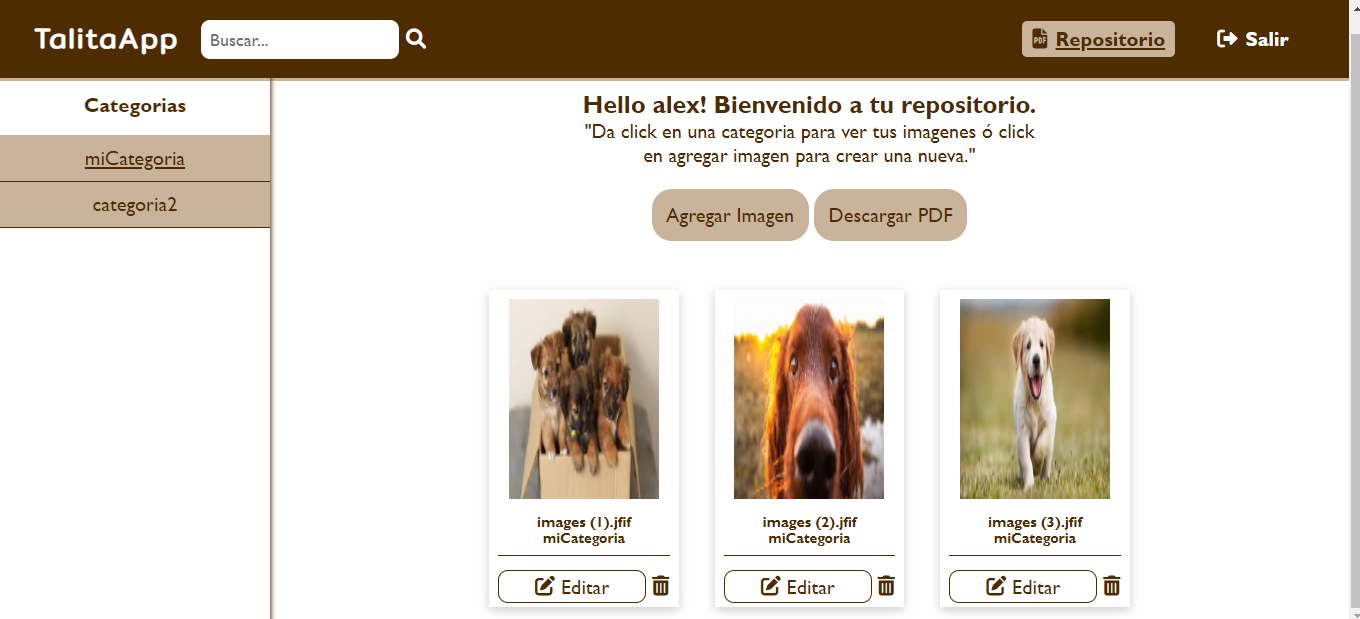 TalitaApp
Buscar...
Repositorio
Salir
Categorias
miCategoria
categoria2
Hello alex! Bienvenido a tu repositorio.
"Da click en una categoria para ver tus imagenes ó click
en agregar imagen para crear una nueva."
Agregar Imagen
Descargar PDF
images (1).jfif
miCategoria
Editar
images (2).jfif
miCategoria
Editar
images (3).jfif
miCategoria
Editar